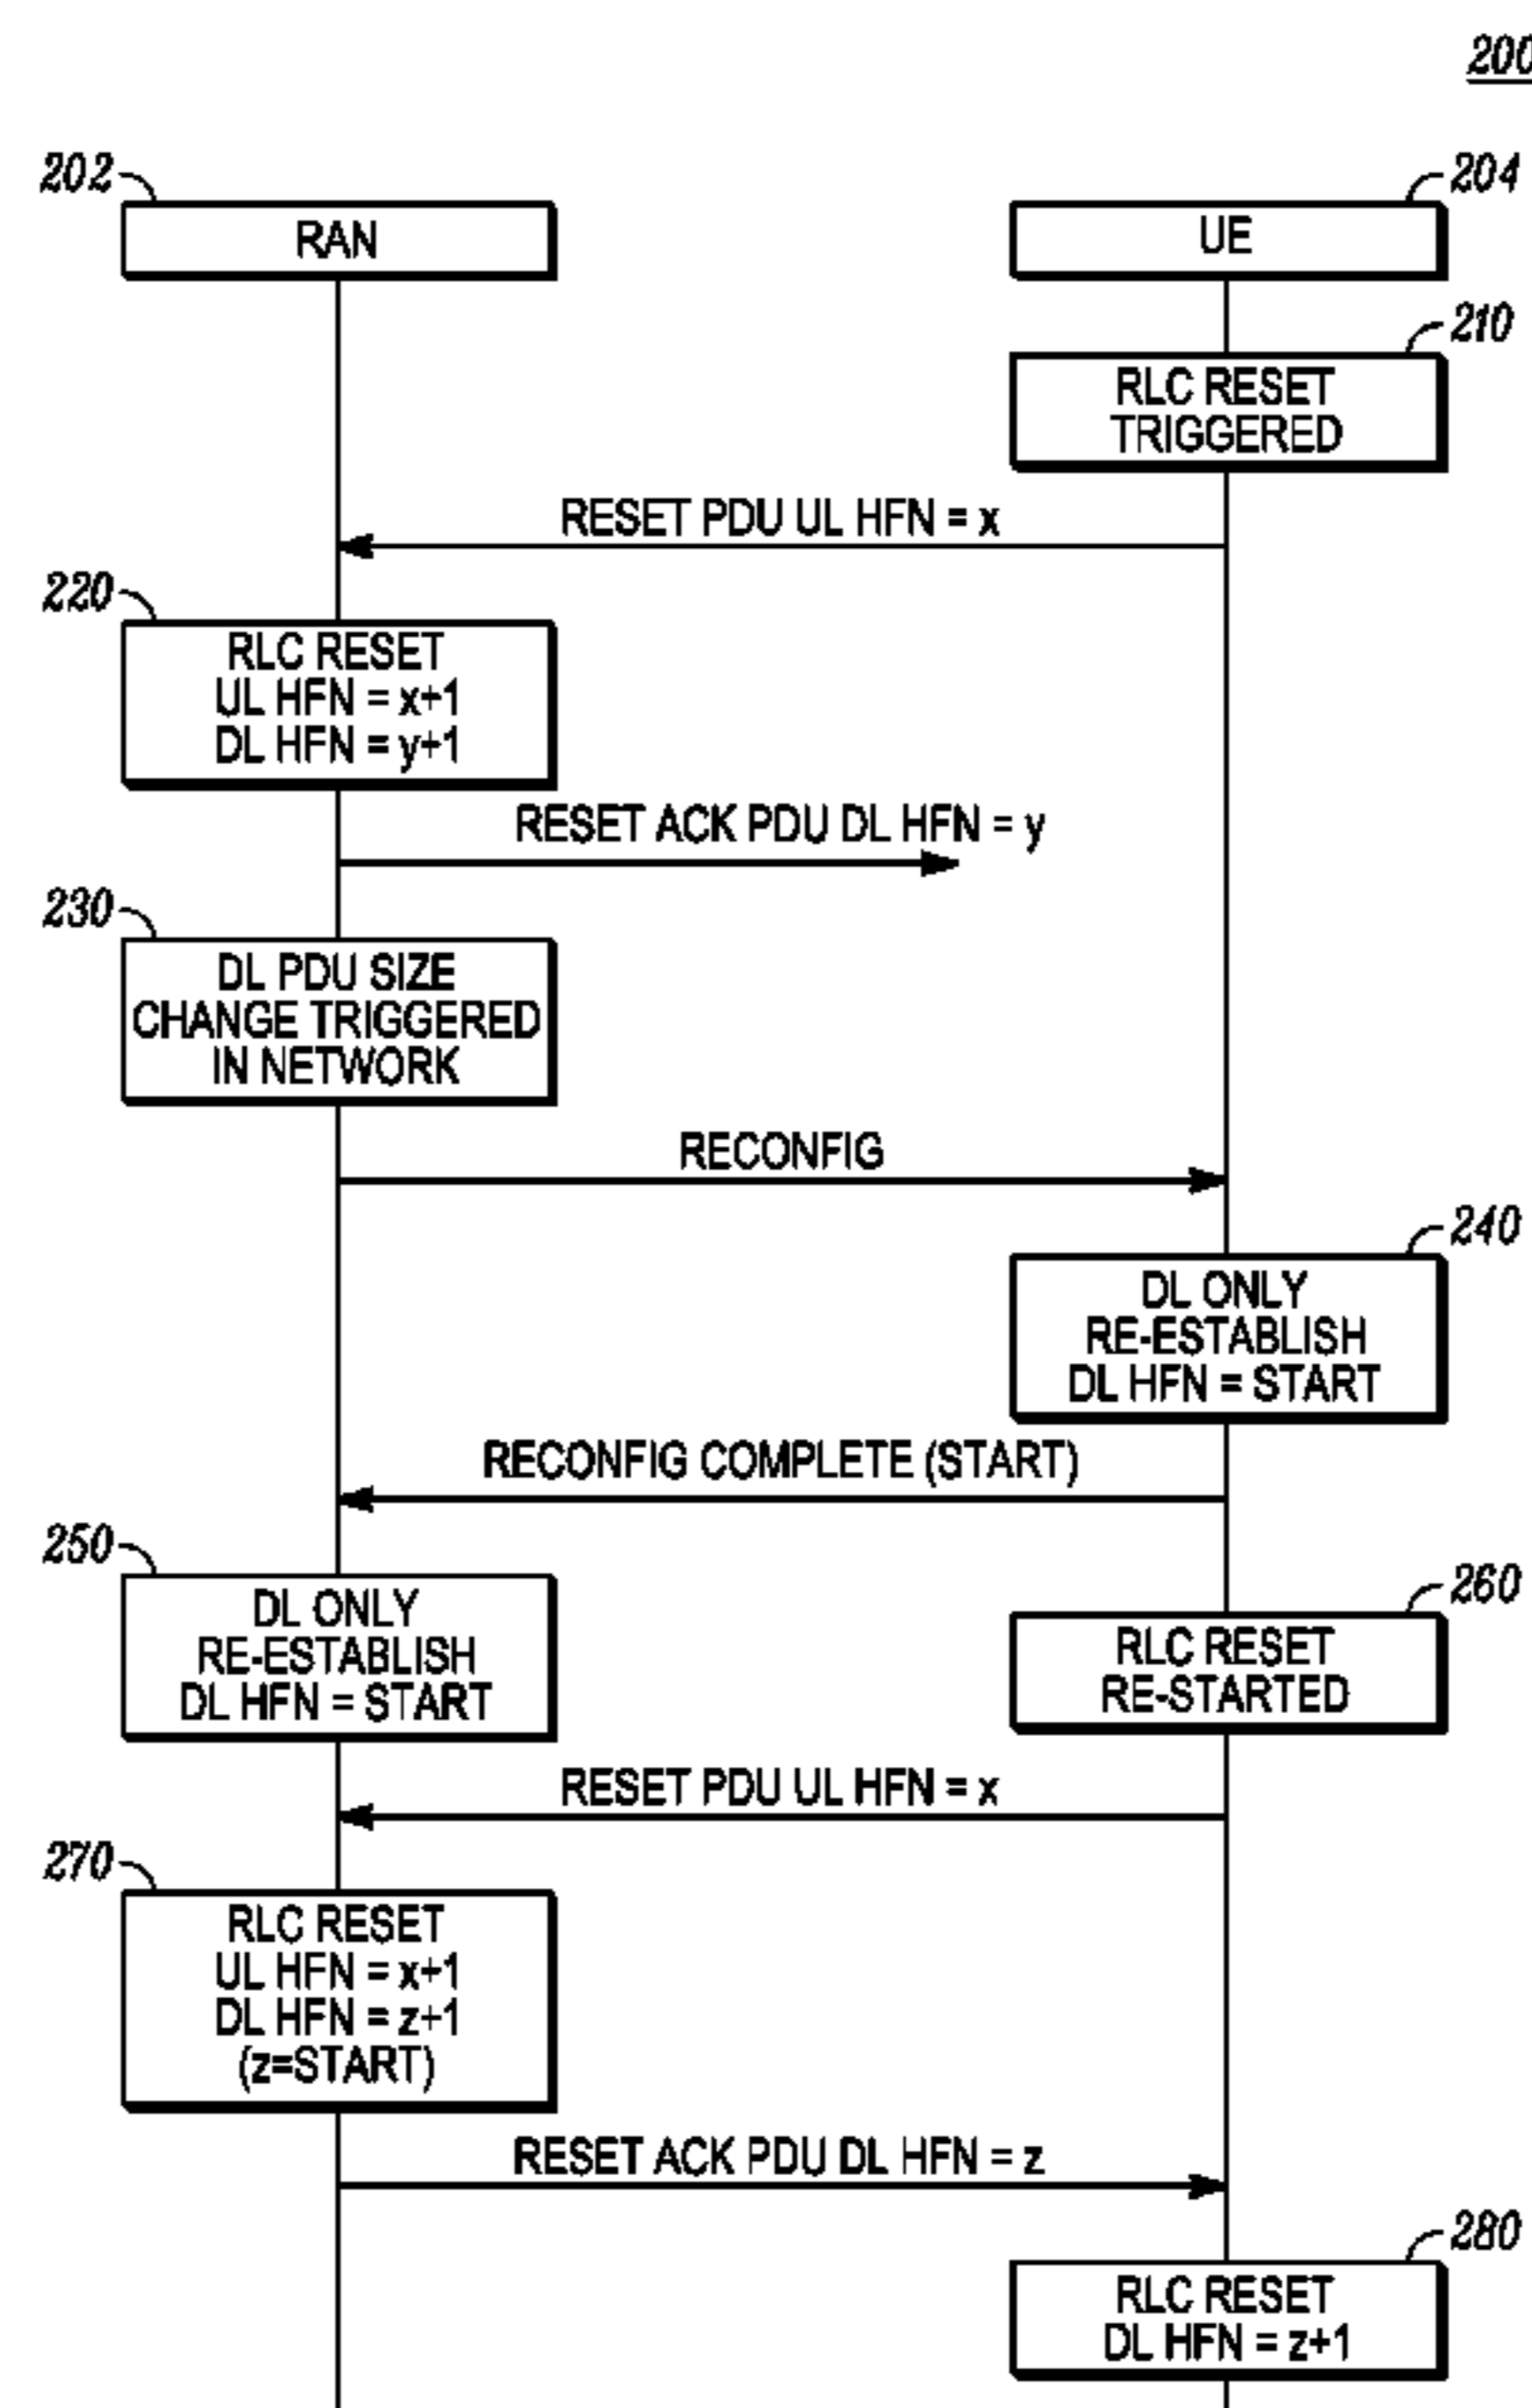 200
202
RAN
204
UE
210
RLC RESET
TRIGGERED
RESET PDU UL HFN = x
220
RLC RESET
UL HFN = x+1
DL HFN = y+1
RESET ACK PDU DL HFN = y
230
DL PDU SIZE
CHANGE TRIGGERED
IN NETWORK
RECONFIG
240
DL ONLY
RE-ESTABLISH
DL HFN = START
RECONFIG COMPLETE (START)
250
DL ONLY
RE-ESTABLISH
DL HFN = START
260
RLC RESET
RE-STARTED
RESET PDU UL HFN = x
270
RLC RESET
UL HFN = x+1
DL HFN = z+1
(z=START)
RESET ACK PDU DL HFN = z
280
RLC RESET
DL HFN = z+1